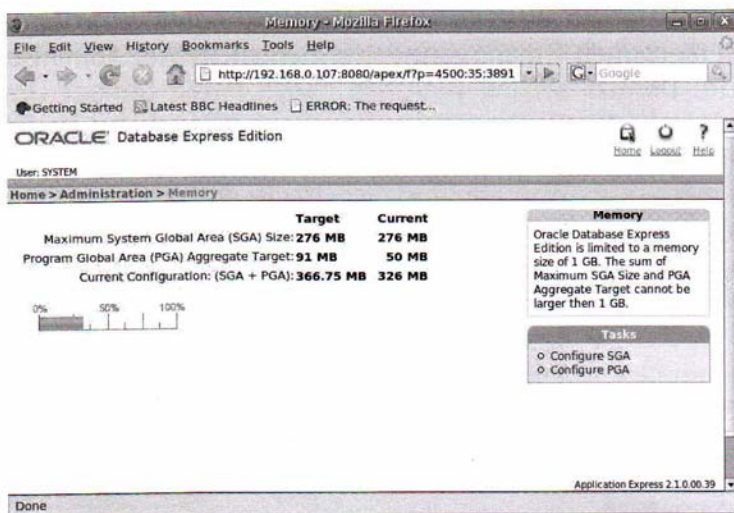 Memory - Mozilla Firefox
File Edit View History Bookmarks Tools Help
http://192.168.0.107:8080/apex/f?p=4500:35:3891
G Google
Getting Started Latest BBC Headlines ERROR: The request...
ORACLE Database Express Edition
Home Logout Help
User: SYSTEM
Home > Administration > Memory
Target Current
Maximum System Global Area (SGA) Size: 276 MB 276 MB
Program Global Area (PGA) Aggregate Target: 91 MB 50 MB
Current Configuration: (SGA + PGA): 366.75 MB 326 MB
0% 50% 100%
Memory
Oracle Database Express
Edition is limited to a memory
size of 1 GB. The sum of
Maximum SGA Size and PGA
Aggregate Target cannot be
larger then 1 GB.
Tasks
Configure SGA
Configure PGA
Application Express 2.1.0.00.39
Done